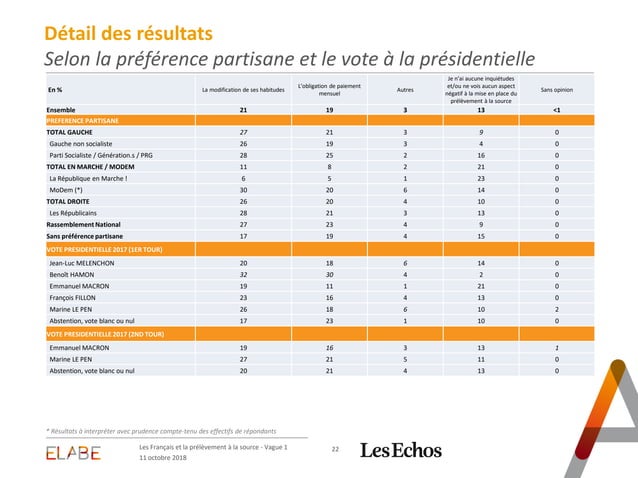 Détail des résultats
Selon la préférence partisane et le vote à la présidentielle
En % La modification de ses habitudes L'obligation de paiement mensuel Autres Je n'ai aucune inquiétudes et/ou ne vois aucun aspect négatif à la mise en place du prélèvement à la source Sans opinion
Ensemble 21 19 3 13 <1
PREFERENCE PARTISANE
TOTAL GAUCHE 27 21 3 9 0
Gauche non socialiste 26 19 3 4 0
Parti Socialiste / Génération.s / PRG 28 25 2 16 0
TOTAL EN MARCHE / MODEM 11 8 2 21 0
La République en Marche ! 6 5 1 23 0
MoDem (*) 30 20 6 14 0
TOTAL DROITE 26 20 4 10 0
Les Républicains 28 21 3 13 0
Rassemblement National 27 23 4 9 0
Sans préférence partisane 17 19 4 15 0
VOTE PRESIDENTIELLE 2017 (1ER TOUR)
Jean-Luc MELENCHON 20 18 6 14 0
Benoît HAMON 32 30 4 2 0
Emmanuel MACRON 19 11 1 21 0
François FILLON 23 16 4 13 0
Marine LE PEN 26 18 6 10 2
Abstention, vote blanc ou nul 17 23 1 10 0
VOTE PRESIDENTIELLE 2017 (2ND TOUR)
Emmanuel MACRON 19 16 3 13 1
Marine LE PEN 27 21 5 11 0
Abstention, vote blanc ou nul 20 21 4 13 0
* Résultats à interpréter avec prudence compte-tenu des effectifs de répondants
ELABE
Les Français et la prélèvement à la source - Vague 1
11 octobre 2018
22
Les Echos